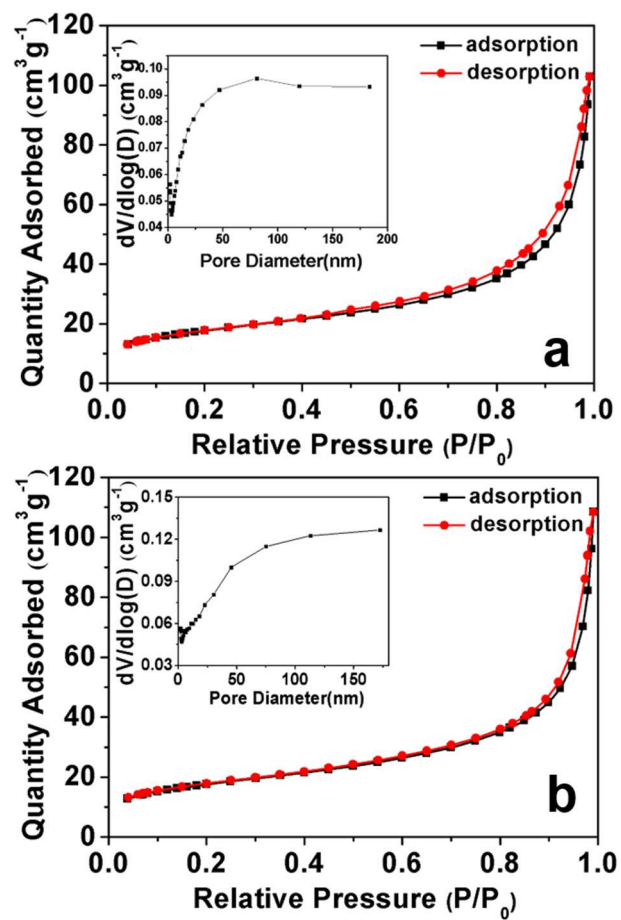 120
100
80
60
40
20
0
Quantity Adsorbed (cm³g⁻¹)
adsorption
desorption
0.10
0.09
0.08
0.07
0.06
0.05
0.04
dV/dlog(D) (cm³g⁻¹)
0 50 100 150 200
Pore Diameter(nm)
a
0.0 0.2 0.4 0.6 0.8 1.0
Relative Pressure (P/P₀)
120
100
80
60
40
20
0
Quantity Adsorbed (cm³g⁻¹)
adsorption
desorption
0.15
0.12
0.09
0.06
0.03
dV/dlog(D) (cm³g⁻¹)
0 50 100 150
Pore Diameter(nm)
b
0.0 0.2 0.4 0.6 0.8 1.0
Relative Pressure (P/P₀)